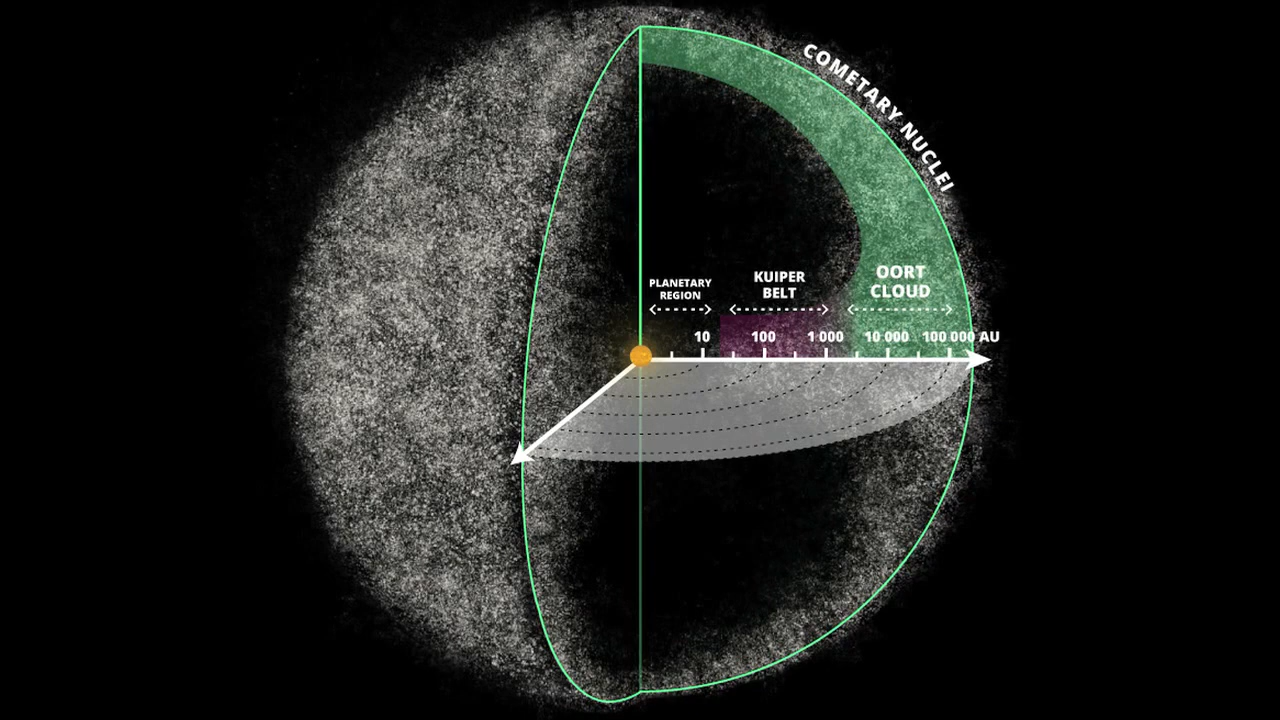 COMETARY NUCLEI
PLANETARY
REGION
KUIPER
BELT
OORT
CLOUD
10 100 1 000 10 000 100 000 AU